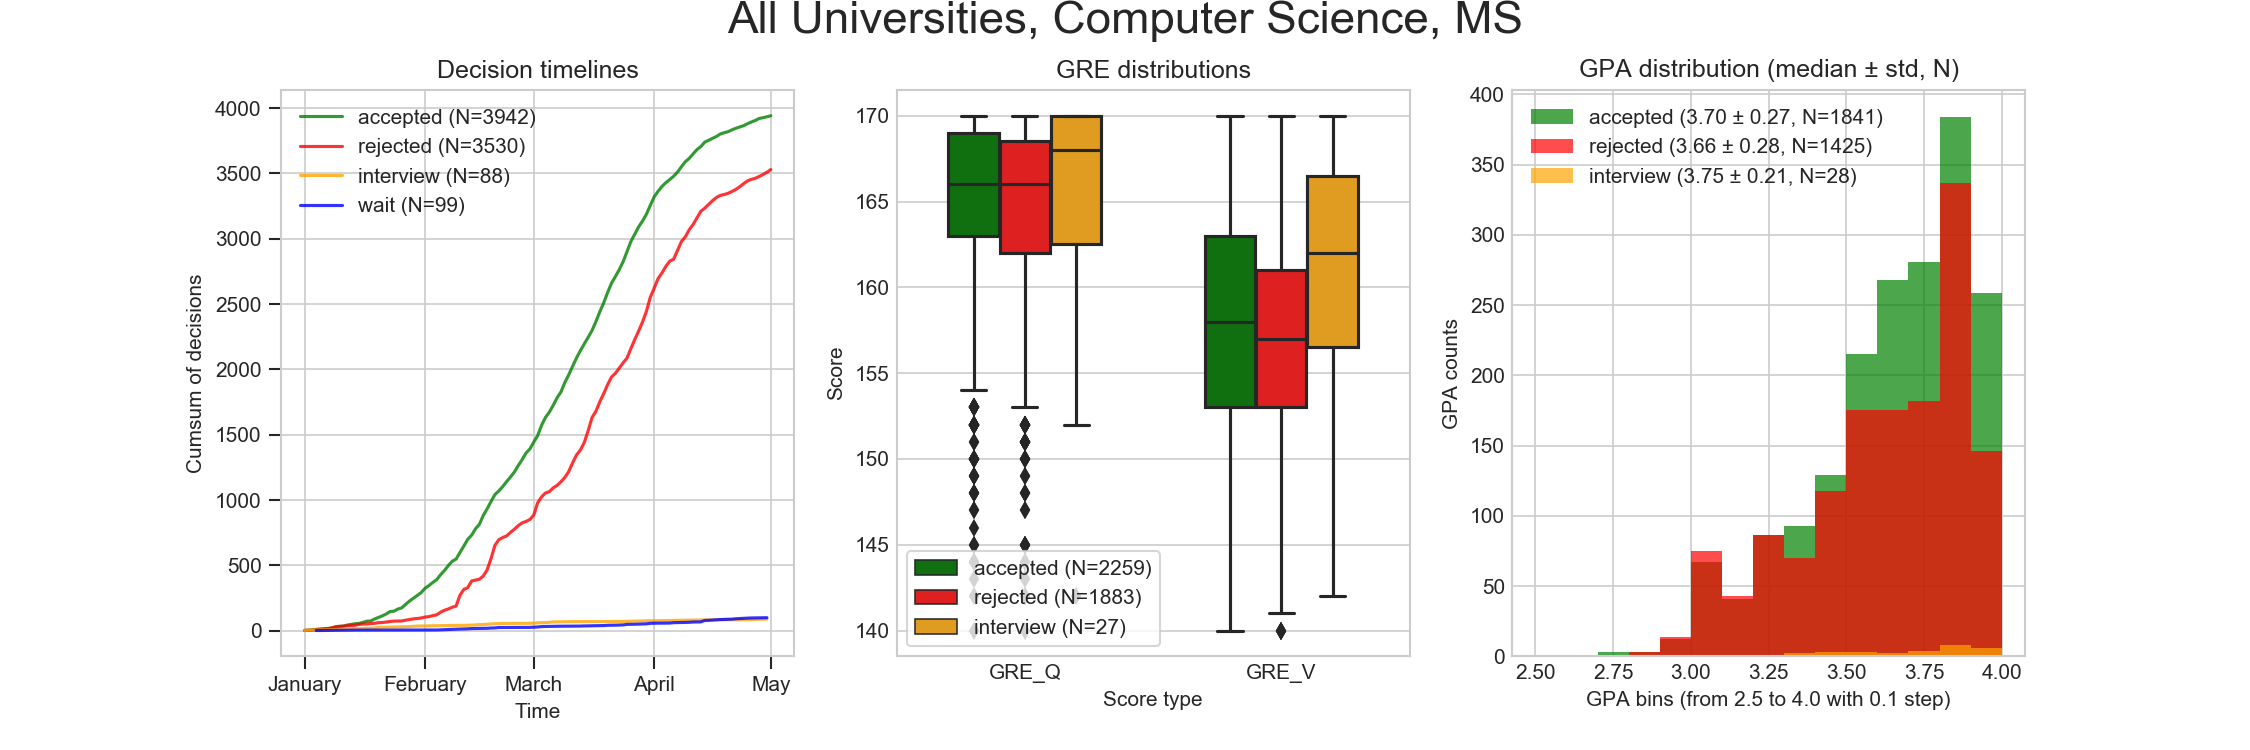 All Universities, Computer Science, MS
Decision timelines
4000
3500
3000
2500
2000
1500
1000
500
0
Cumsum of decisions
accepted (N=3942)
rejected (N=3530)
interview (N=88)
wait (N=99)
January February March April May
Time
GRE distributions
170
165
160
155
150
145
140
Score
accepted (N=2259)
rejected (N=1883)
interview (N=27)
GRE_Q GRE_V
Score type
GPA distribution (median ± std, N)
400
350
300
250
200
150
100
50
0
GPA counts
accepted (3.70 ± 0.27, N=1841)
rejected (3.66 ± 0.28, N=1425)
interview (3.75 ± 0.21, N=28)
2.50 2.75 3.00 3.25 3.50 3.75 4.00
GPA bins (from 2.5 to 4.0 with 0.1 step)